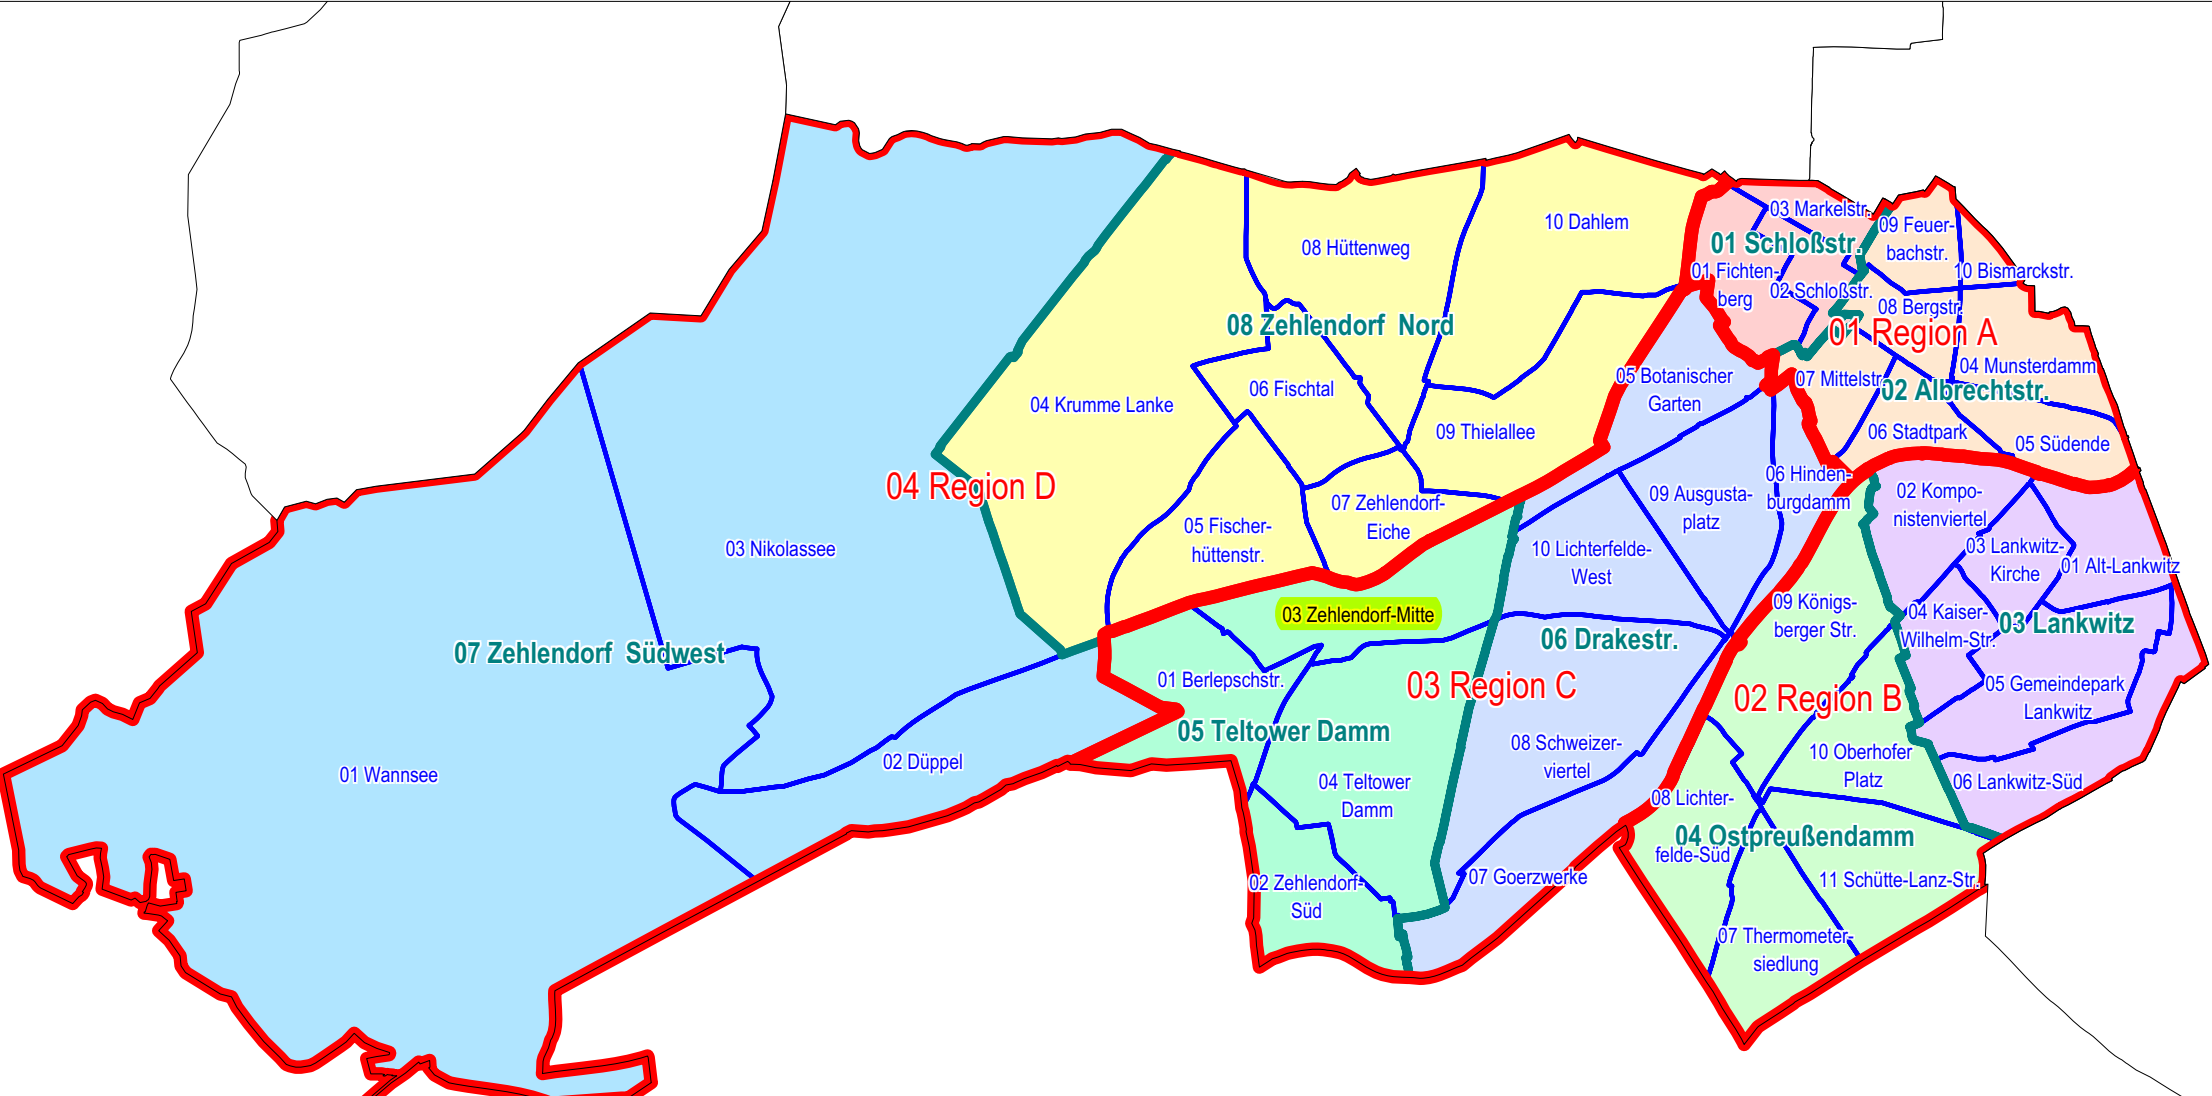 03 Markelstr.
10 Dahlem
09 Feuer-
bachstr.
01 Schloßstr.
08 Hüttenweg
01 Fichten-
berg
10 Bismarckstr.
02 Schloßstr.
08 Bergstr.
08 Zehlendorf Nord
01 Region A
04 Munsterdamm
05 Botanischer
Garten
07 Mittelstr.
02 Albrechtstr.
06 Fischtal
04 Krumme Lanke
09 Thielallee
06 Stadtpark
05 Südende
04 Region D
06 Hinden-
burgdamm
09 Ausgusta-
platz
02 Kompo-
nistenviertel
07 Zehlendorf-
Eiche
05 Fischer-
hüttenstr.
03 Nikolassee
10 Lichterfelde-
West
03 Lankwitz-
Kirche
01 Alt-Lankwitz
03 Zehlendorf-Mitte
09 Königs-
berger Str.
04 Kaiser-
Wilhelm-Str.
03 Lankwitz
06 Drakestr.
07 Zehlendorf Südwest
01 Berlepschstr.
03 Region C
02 Region B
05 Gemeindepark
Lankwitz
05 Teltower Damm
08 Schweizer-
viertel
02 Düppel
01 Wannsee
10 Oberhofer
Platz
04 Teltower
Damm
06 Lankwitz-Süd
08 Lichter-
felde-Süd
04 Ostpreußendamm
02 Zehlendorf-
Süd
07 Goerzwerke
11 Schütte-Lanz-Str.
07 Thermometer-
siedlung